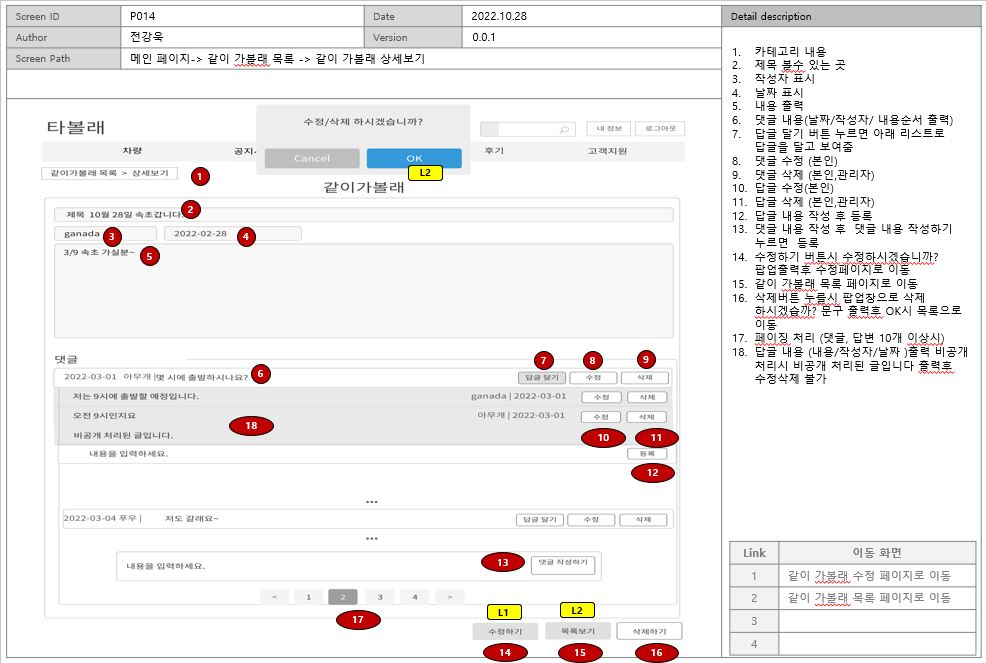 Screen ID P014 Date 2022.10.28
Author 전강욱 Version 0.0.1
Screen Path 메인 페이지-> 같이 가볼래 목록 -> 같이 가볼래 상세보기
타볼래
수정/삭제 하시겠습니까?
Cancel OK
L2
내 정보 로그아웃
차량 공지 후기 고객지원
같이가볼래 목록 > 상세보기 1
같이가볼래
제목 10월 28일 속초갑니다. 2
ganada 3 2022-02-28 4
3/9 속초 가실분~ 5
댓글
7 8 9
2022-03-01 아무개 |몇 시에 출발하시나요? 6 답글 달기 수정 삭제
저는 9시에 출발할 예정입니다. ganada | 2022-03-01 수정 삭제
오전 9시인지요 아무개 | 2022-03-01 수정 삭제
18
비공개 처리된 글입니다. 10 11
내용을 입력하세요. 등록
12
...
2022-03-04 푸우 | 저도 갈래요~ 답글 달기 수정 삭제
...
내용을 입력하세요. 13 댓글 작성하기
< 1 2 3 4 >
17
L1 L2
수정하기 목록보기 삭제하기
14 15 16
Detail description
1. 카테고리 내용
2. 제목 볼수 있는 곳
3. 작성자 표시
4. 날짜 표시
5. 내용 출력
6. 댓글 내용(날짜/작성자/ 내용순서 출력)
7. 답글 달기 버튼 누르면 아래 리스트로
답글을 달고 보여줌
8. 댓글 수정 (본인)
9. 댓글 삭제 (본인,관리자)
10. 답글 수정(본인)
11. 답글 삭제 (본인,관리자)
12. 답글 내용 작성 후 등록
13. 댓글 내용 작성 후 댓글 내용 작성하기
누르면 등록
14. 수정하기 버튼시 수정하시겠습니까?
팝업출력후 수정페이지로 이동
15. 같이 가볼래 목록 페이지로 이동
16. 삭제버튼 누를시 팝업창으로 삭제
하시겠습까? 문구 출력후 OK시 목록으로
이동
17. 페이징 처리 (댓글, 답변 10개 이상시)
18. 답글 내용 (내용/작성자/날짜 )출력 비공개
처리시 비공개 처리된 글입니다 출력후
수정삭제 불가
Link 이동 화면
1 같이 가볼래 수정 페이지로 이동
2 같이 가볼래 목록 페이지로 이동
3
4